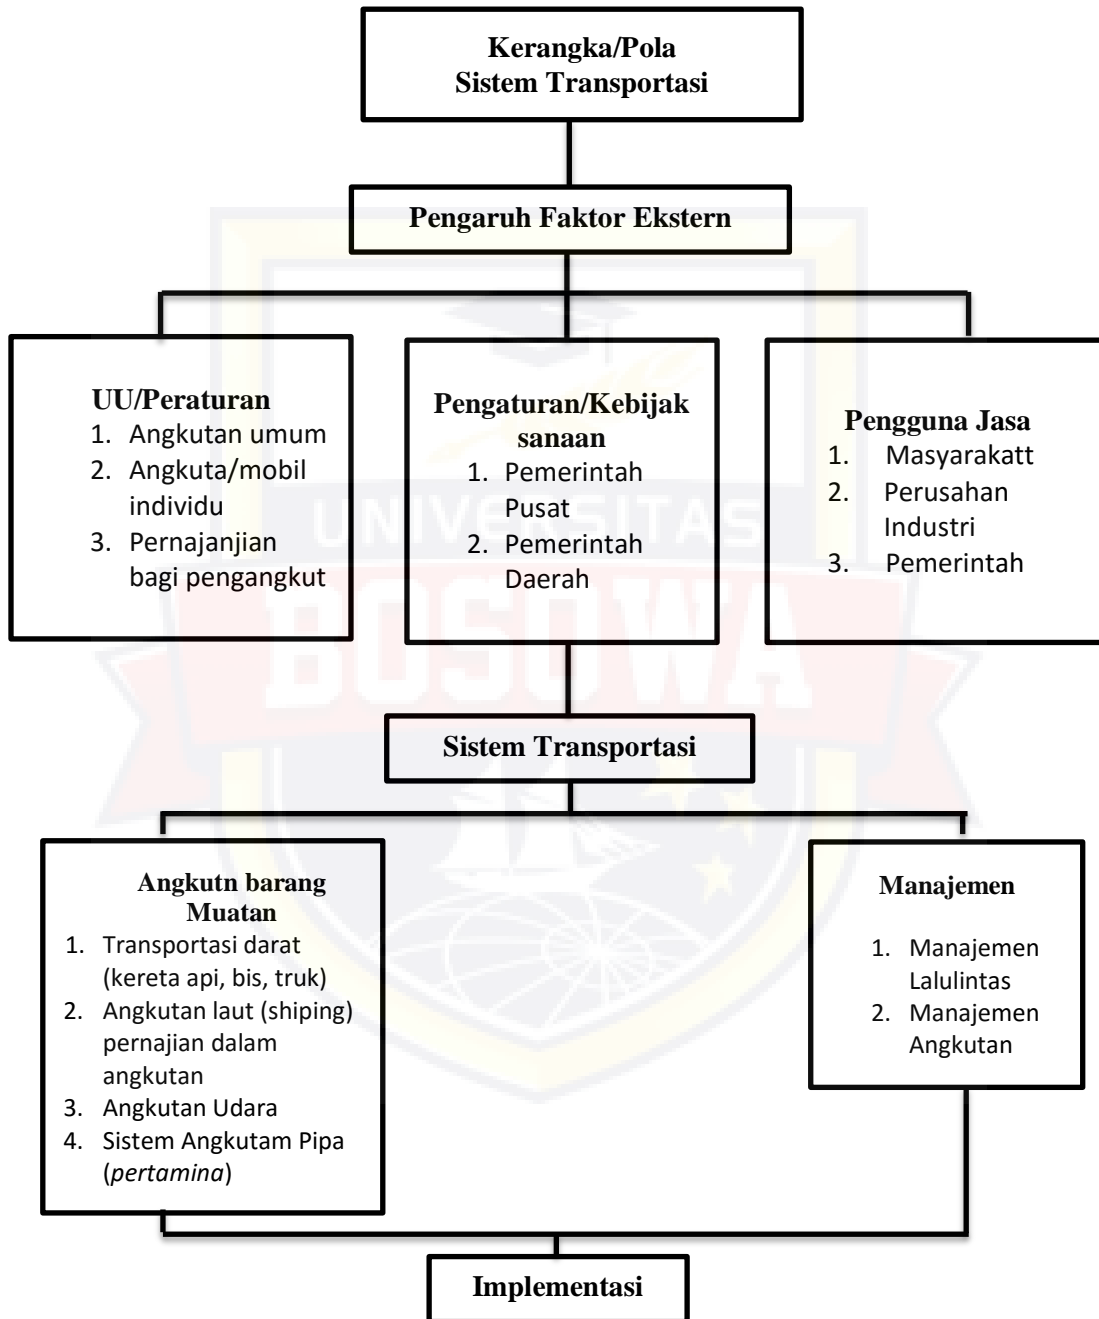 Kerangka/Pola
Sistem Transportasi
Pengaruh Faktor Ekstern
UU/Peraturan
1. Angkutan umum
2. Angkuta/mobil
individu
3. Pernajanjian
bagi pengangkut
Pengaturan/Kebijak
sanaan
1. Pemerintah
Pusat
2. Pemerintah
Daerah
Pengguna Jasa
1. Masyarakatt
2. Perusahan
Industri
3. Pemerintah
UNIVERSITAS
BOSOWA
Sistem Transportasi
Angkutn barang
Muatan
1. Transportasi darat
(kereta api, bis, truk)
2. Angkutan laut (shiping)
pernajian dalam
angkutan
3. Angkutan Udara
4. Sistem Angkutam Pipa
(pertamina)
Manajemen
1. Manajemen
Lalulintas
2. Manajemen
Angkutan
Implementasi